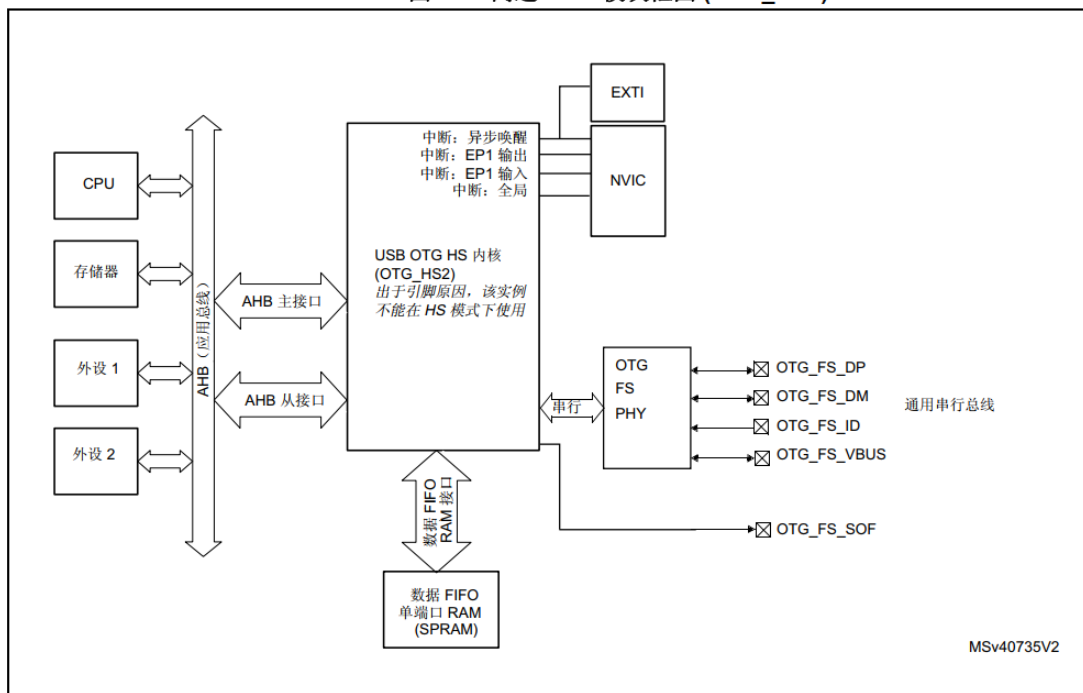 EXTI
中断：异步唤醒
中断：EP1 输出
中断：EP1 输入
中断：全局
NVIC
CPU
存储器
外设 1
外设 2
AHB（应用总线）
AHB 主接口
AHB 从接口
USB OTG HS 内核
(OTG_HS2)
出于引脚原因，该实例
不能在 HS 模式下使用
串行
OTG
FS
PHY
OTG_FS_DP
OTG_FS_DM
OTG_FS_ID
OTG_FS_VBUS
OTG_FS_SOF
通用串行总线
数据 FIFO
RAM 接口
数据 FIFO
单端口 RAM
(SPRAM)
MSv40735V2